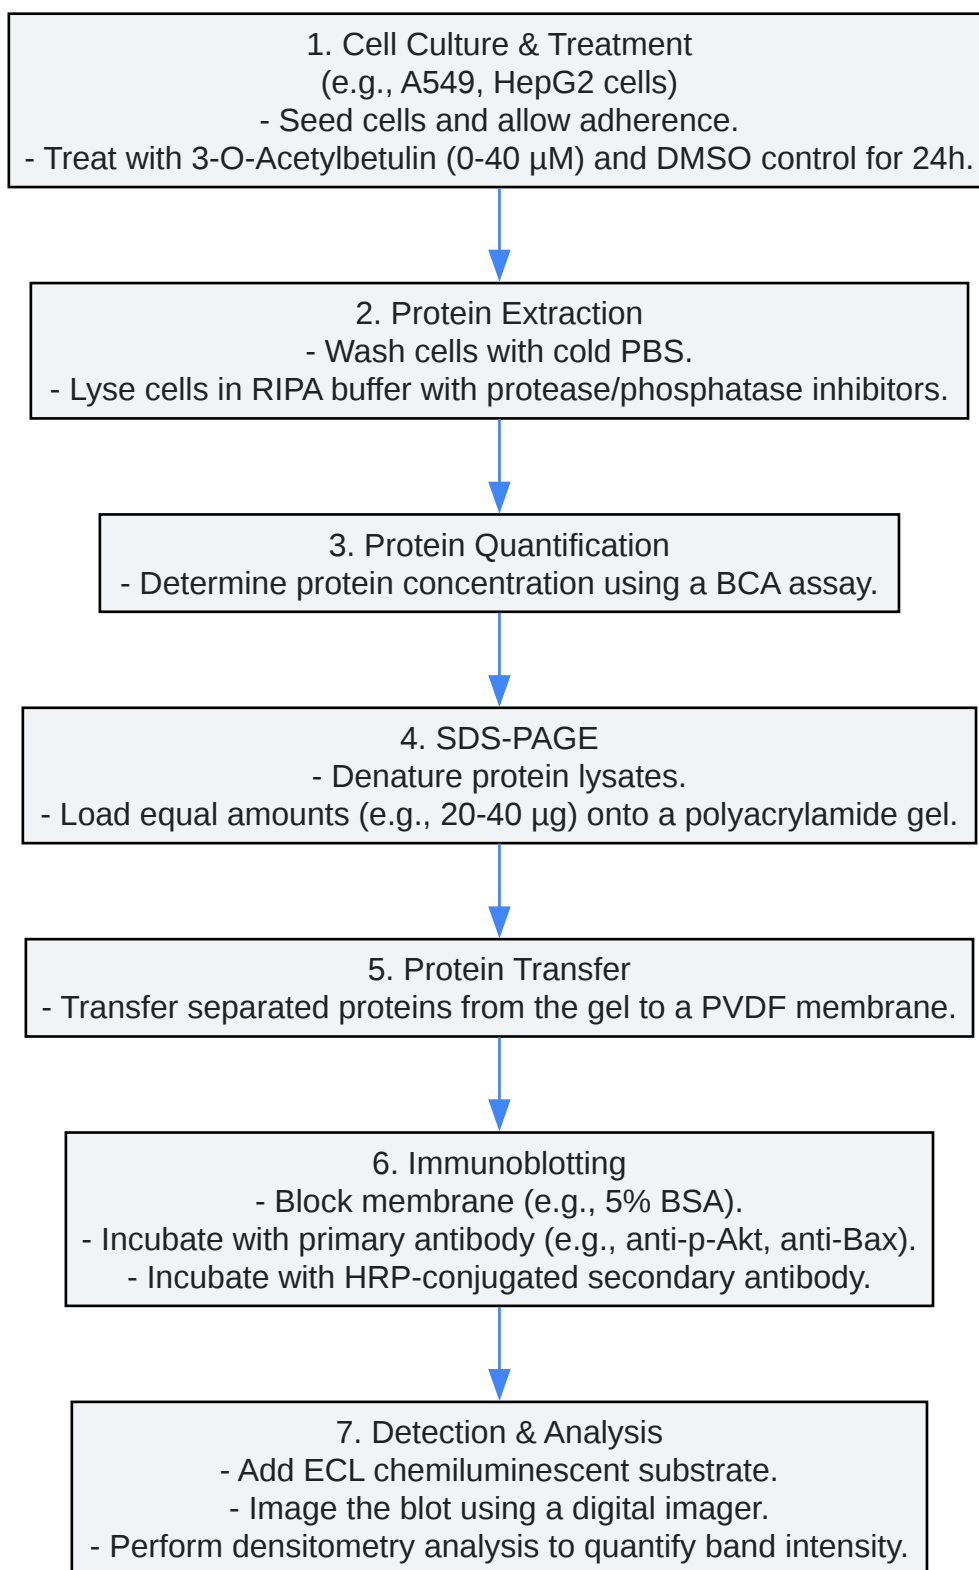 1. Cell Culture & Treatment
(e.g., A549, HepG2 cells)
- Seed cells and allow adherence.
- Treat with 3-O-Acetylbetulin (0-40 µM) and DMSO control for 24h.
2. Protein Extraction
- Wash cells with cold PBS.
- Lyse cells in RIPA buffer with protease/phosphatase inhibitors.
3. Protein Quantification
- Determine protein concentration using a BCA assay.
4. SDS-PAGE
- Denature protein lysates.
- Load equal amounts (e.g., 20-40 µg) onto a polyacrylamide gel.
5. Protein Transfer
- Transfer separated proteins from the gel to a PVDF membrane.
6. Immunoblotting
- Block membrane (e.g., 5% BSA).
- Incubate with primary antibody (e.g., anti-p-Akt, anti-Bax).
- Incubate with HRP-conjugated secondary antibody.
7. Detection & Analysis
- Add ECL chemiluminescent substrate.
- Image the blot using a digital imager.
- Perform densitometry analysis to quantify band intensity.